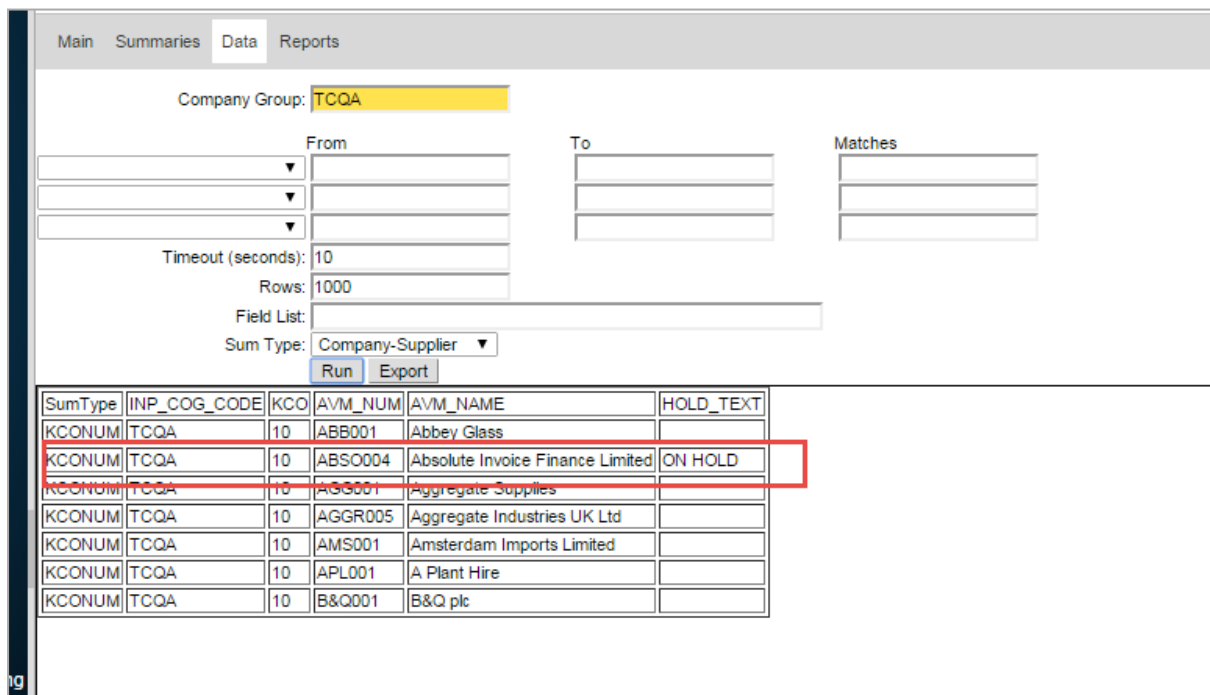 Main Summaries Data Reports
Company Group: TCQA
From To Matches
Timeout (seconds): 10
Rows: 1000
Field List:
Sum Type: Company-Supplier
Run Export
SumType INP_COG_CODE KCO AVM_NUM AVM_NAME HOLD_TEXT
KCONUM TCQA 10 ABB001 Abbey Glass
KCONUM TCQA 10 ABSO004 Absolute Invoice Finance Limited ON HOLD
KCONUM TCQA 10 AGG001 Aggregate Supplies
KCONUM TCQA 10 AGGR005 Aggregate Industries UK Ltd
KCONUM TCQA 10 AMS001 Amsterdam Imports Limited
KCONUM TCQA 10 APL001 A Plant Hire
KCONUM TCQA 10 B&Q001 B&Q plc